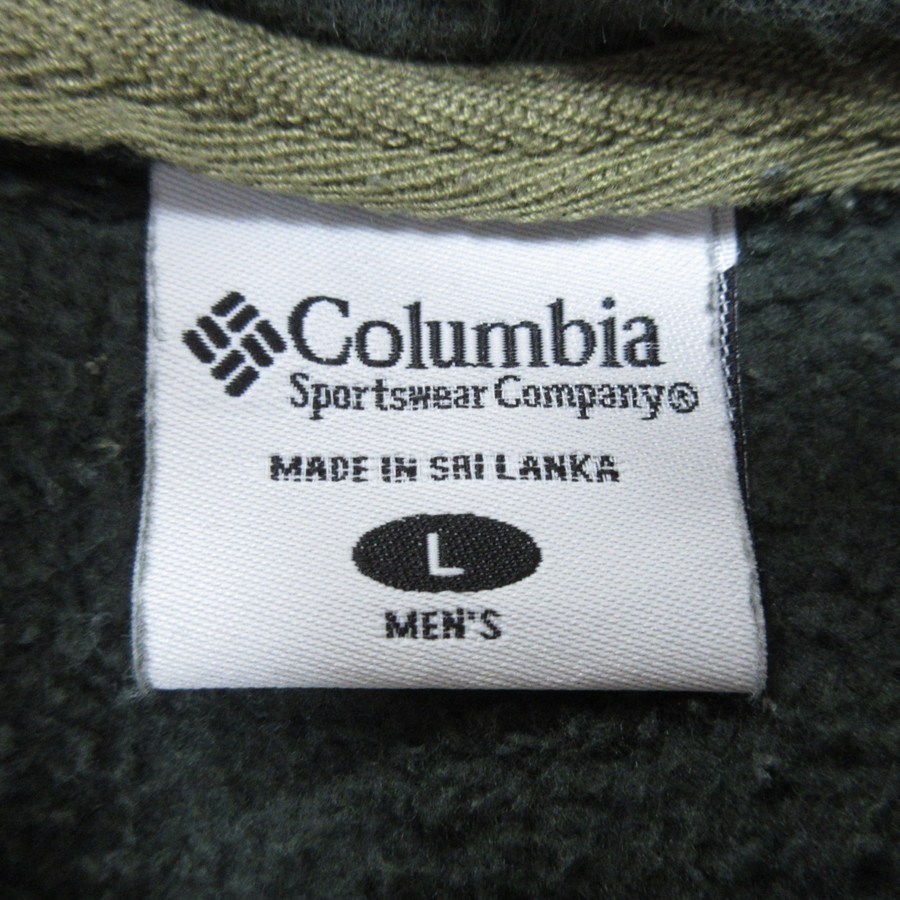 Columbia
Sportswear Company®
MADE IN SRI LANKA
L
MEN'S